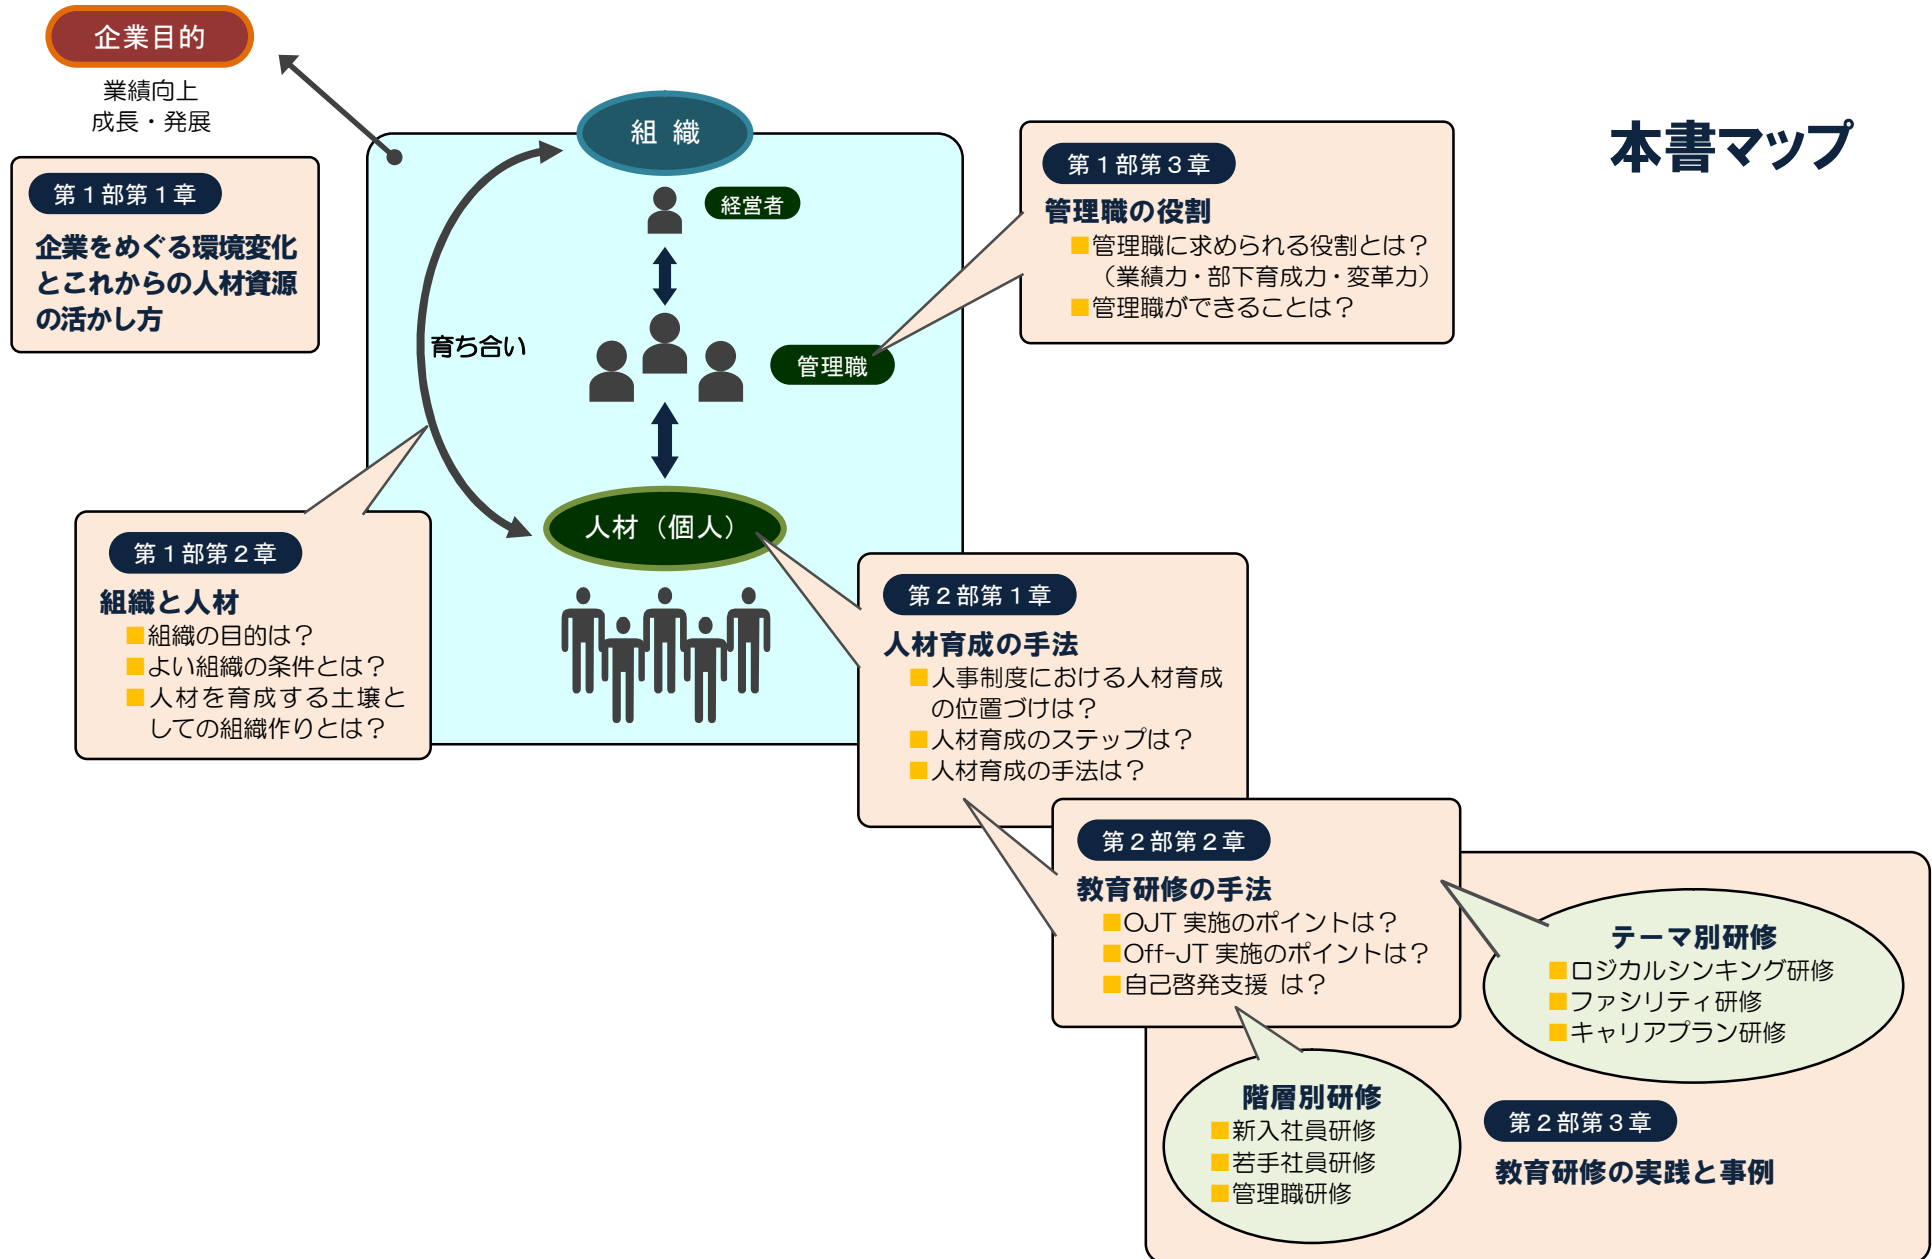 本書マップ
企業目的
業績向上
成長・発展
第1部第1章
企業をめぐる環境変化
とこれからの人材資源
の活かし方
組 織
経営者
育ち合い
管理職
人材（個人）
第1部第3章
管理職の役割
■管理職に求められる役割とは？
（業績力・部下育成力・変革力）
■管理職ができることは？
第1部第2章
組織と人材
■組織の目的は？
■よい組織の条件とは？
■人材を育成する土壌と
しての組織作りとは？
第2部第1章
人材育成の手法
■人事制度における人材育成
の位置づけは？
■人材育成のステップは？
■人材育成の手法は？
第2部第2章
教育研修の手法
■OJT 実施のポイントは？
■Off-JT 実施のポイントは？
■自己啓発支援 は？
テーマ別研修
■ロジカルシンキング研修
■ファシリティ研修
■キャリアプラン研修
階層別研修
■新入社員研修
■若手社員研修
■管理職研修
第2部第3章
教育研修の実践と事例